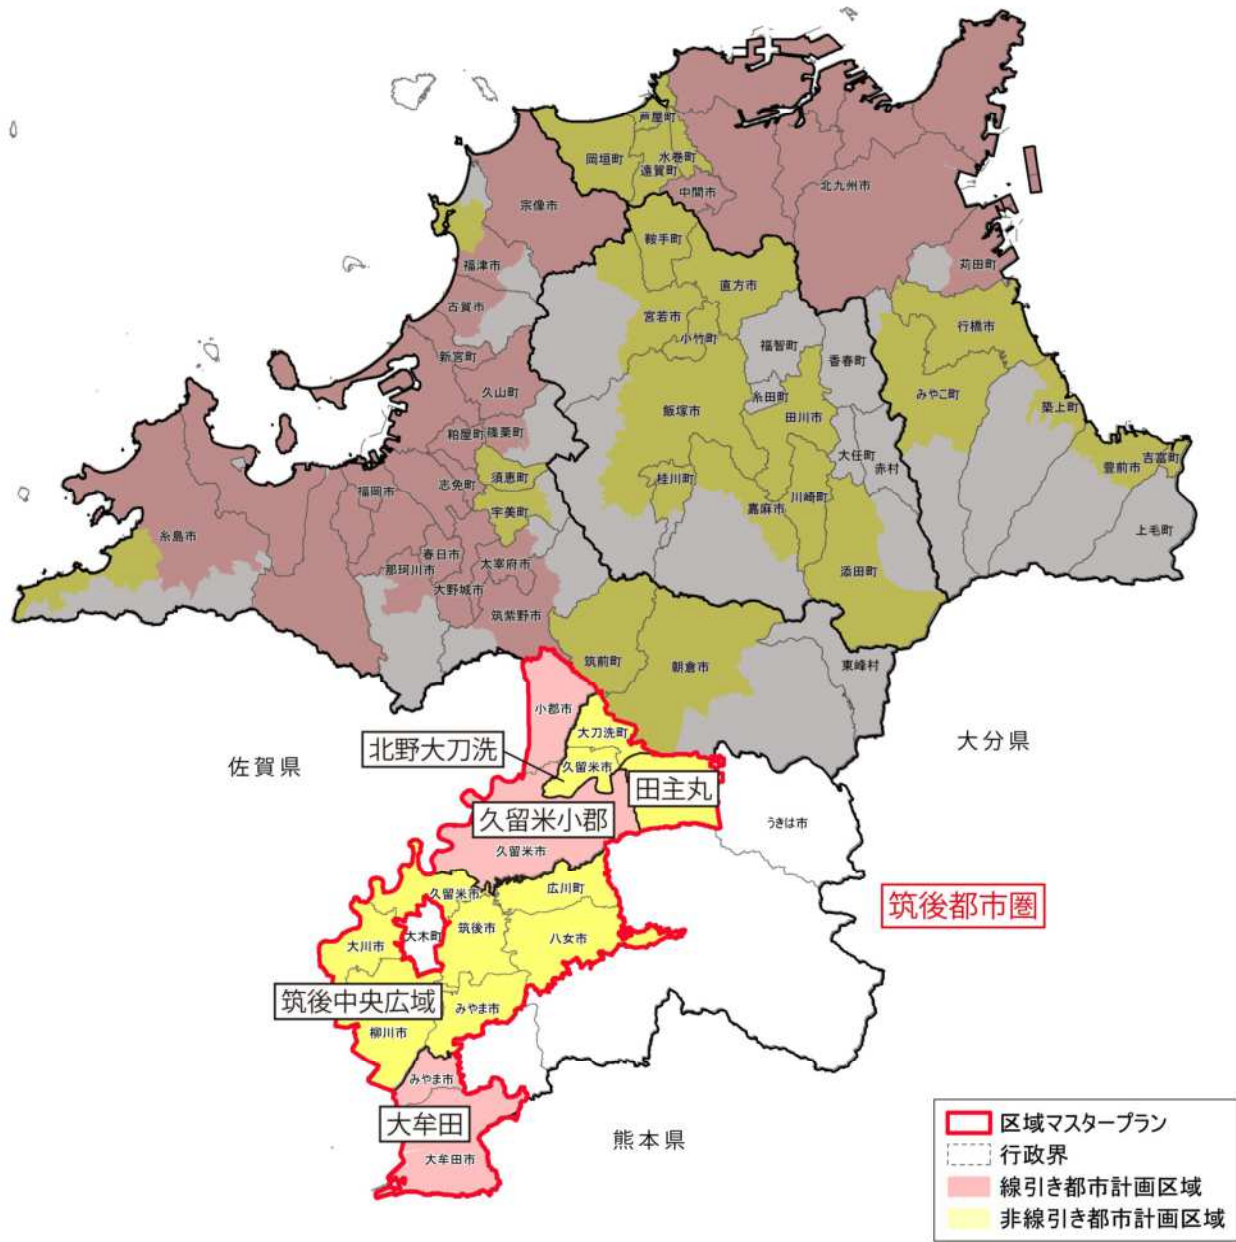 芦屋町
岡垣町
水巻町
遠賀町
中間市
北九州市
宗像市
鞍手町
苅田町
福津市
直方市
古賀市
宮若市
行橋市
小竹町
福智町
香春町
新宮町
久山町
糸田町
みやこ町
築上町
飯塚市
田川市
粕屋町
篠栗町
大任町
吉富町
豊前市
赤村
須恵町
桂川町
志免町
福岡市
川崎町
宇美町
嘉麻市
上毛町
糸島市
春日市
太宰府市
那珂川市
添田町
大野城市
筑紫野市
筑前町
朝倉市
東峰村
小郡市
大刀洗町
北野大刀洗
大分県
佐賀県
久留米市
田主丸
久留米小郡
うきは市
久留米市
久留米市
広川町
筑後都市圏
大木町
筑後市
大川市
八女市
筑後中央広域
みやま市
柳川市
みやま市
大牟田
熊本県
大牟田市
区域マスタープラン
行政界
線引き都市計画区域
非線引き都市計画区域